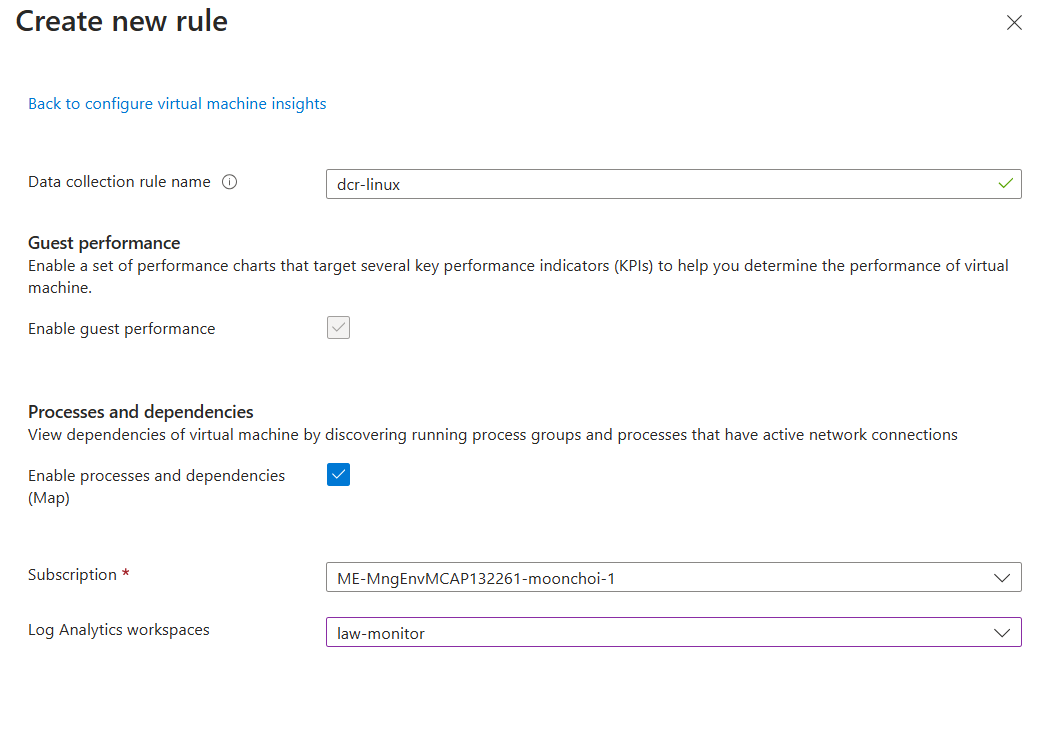 Create new rule
Back to configure virtual machine insights
Data collection rule name
dcr-linux
Guest performance
Enable a set of performance charts that target several key performance indicators (KPIs) to help you determine the performance of virtual
machine.
Enable guest performance
Processes and dependencies
View dependencies of virtual machine by discovering running process groups and processes that have active network connections
Enable processes and dependencies
(Map)
Subscription *
ME-MngEnvMCAP132261-moonchoi-1
Log Analytics workspaces
law-monitor